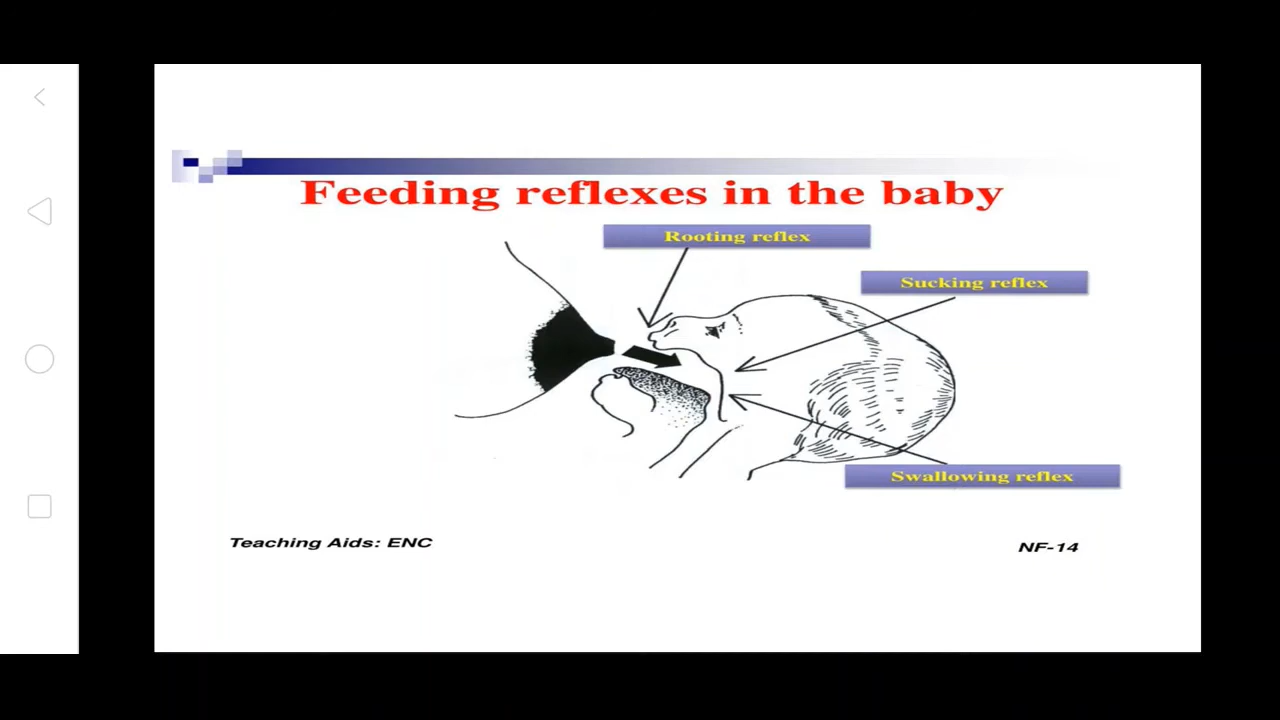 Feeding reflexes in the baby
Rooting reflex
Sucking reflex
Swallowing reflex
Teaching Aids: ENC
NF-14